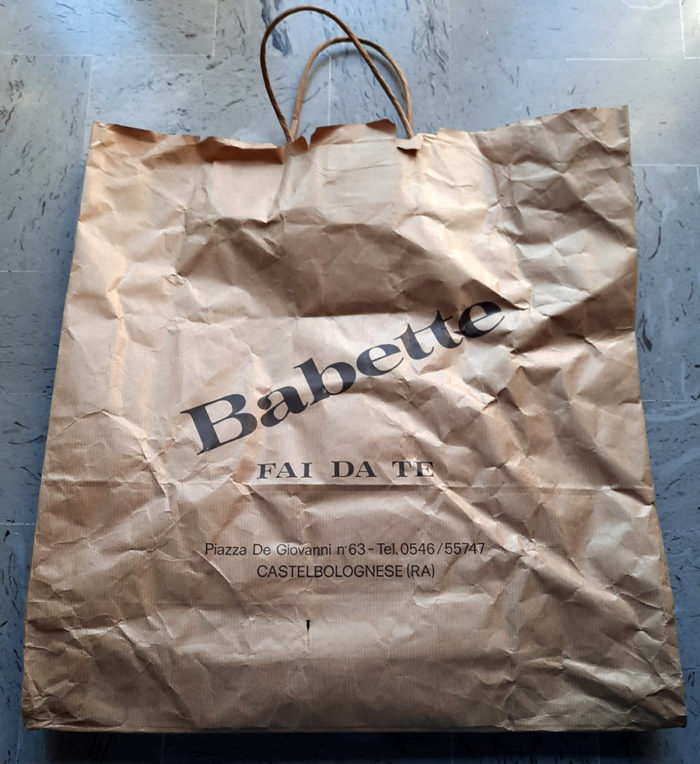 Babette
FAI DA TE
Piazza De Giovanni n°63 - Tel. 0546/55747
CASTELBOLOGNESE (RA)